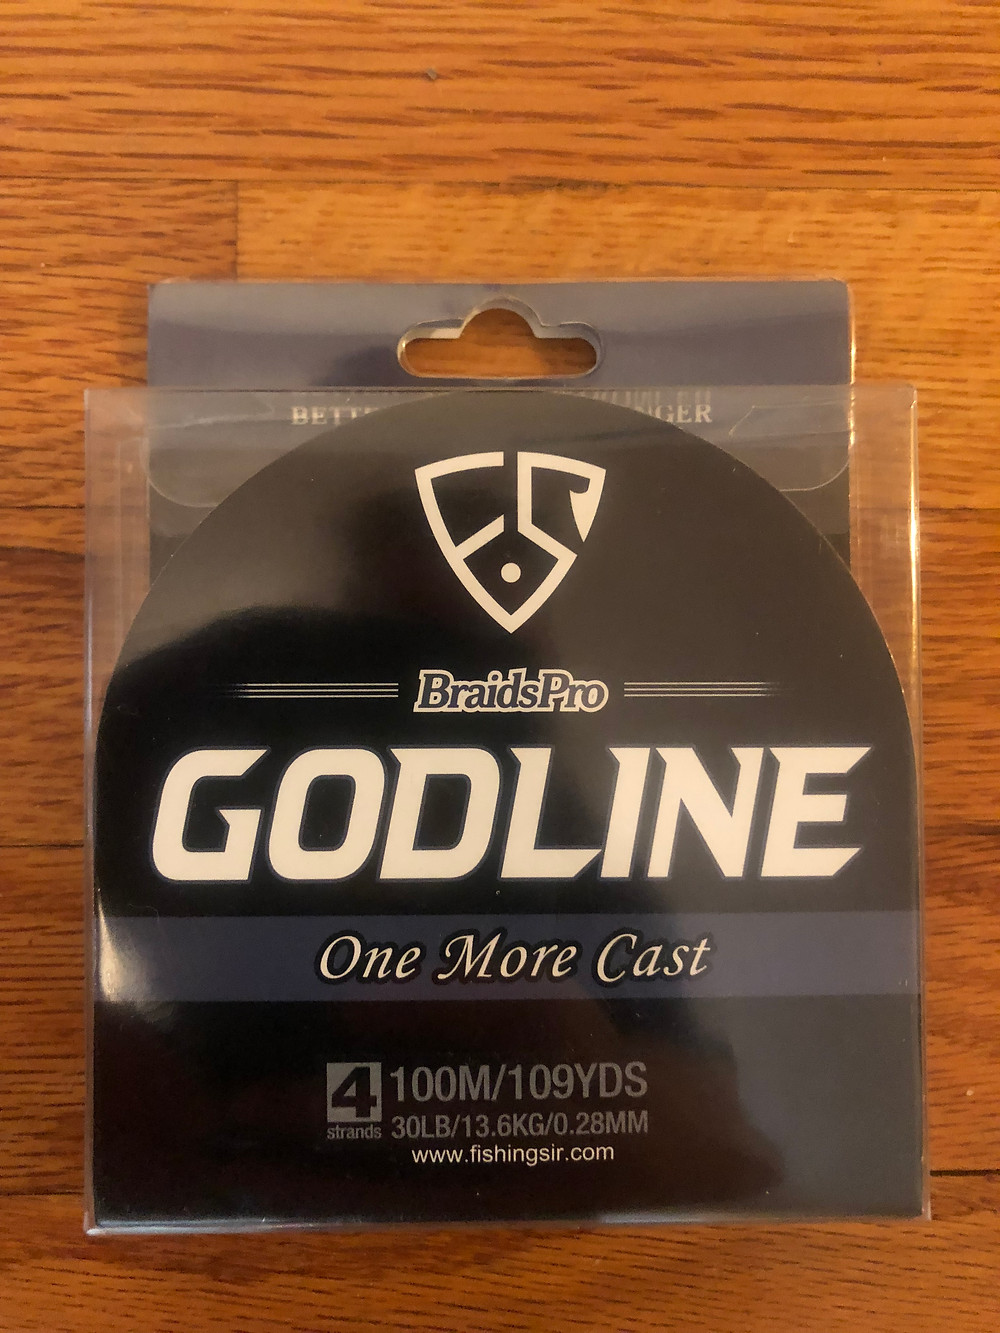 BraidsPro
GODLINE
One More Cast
4 strands
100M/109YDS
30LB/13.6KG/0.28MM
www.fishingsir.com